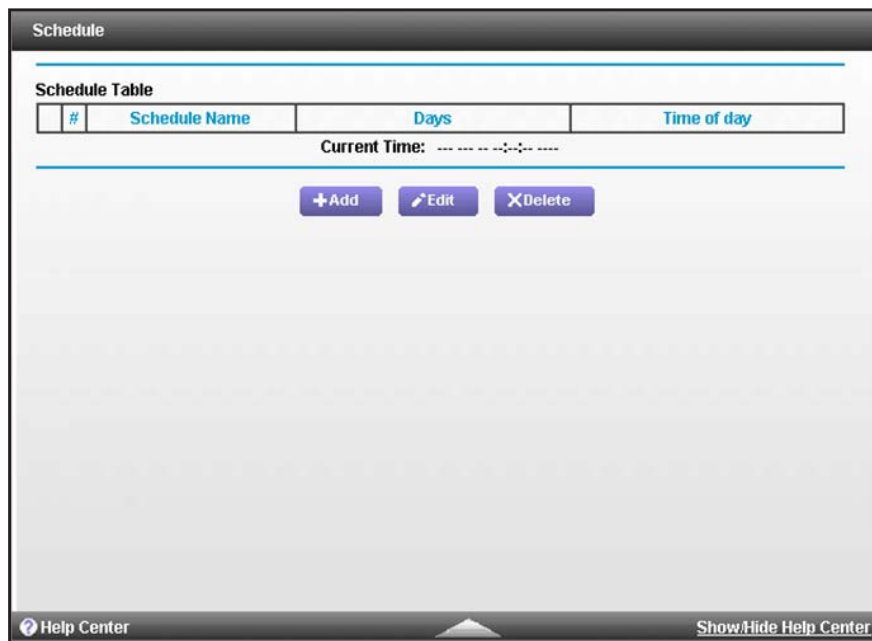 Schedule
Schedule Table
# Schedule Name Days Time of day
Current Time: --- --- -- --:--:-- ----
Add Edit Delete
Help Center Show/Hide Help Center